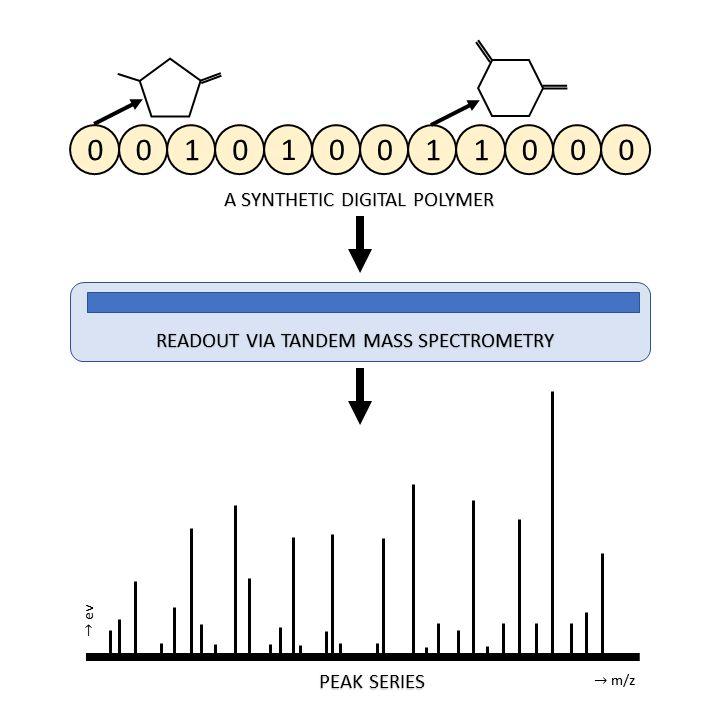 0 0 1 0 1 0 0 1 1 0 0 0
A SYNTHETIC DIGITAL POLYMER
READOUT VIA TANDEM MASS SPECTROMETRY
→ ev
PEAK SERIES
→ m/z